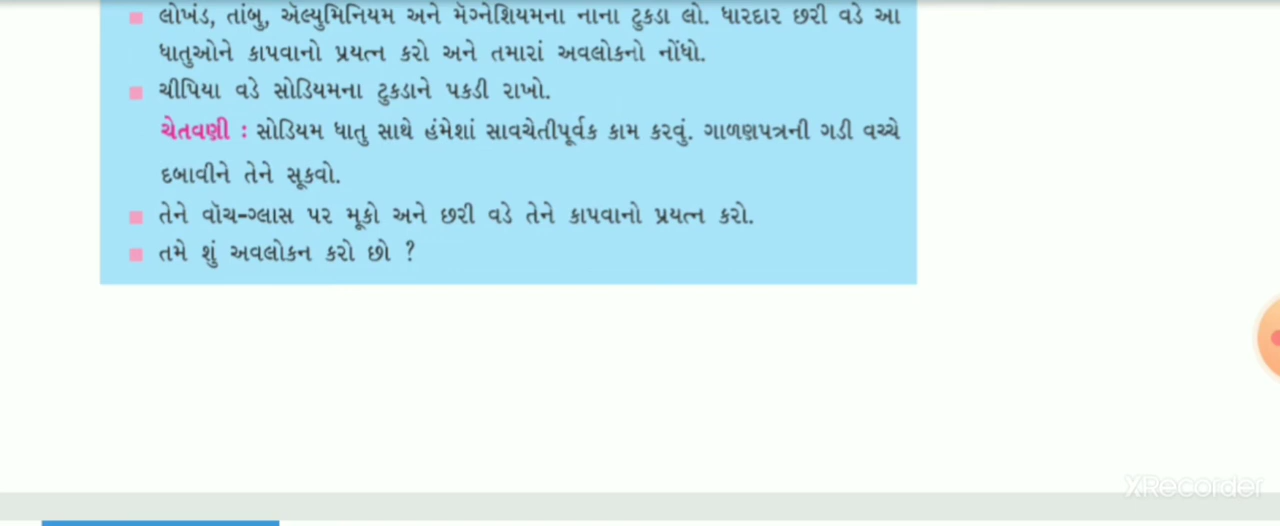 લોખંડ, તાંબુ, ઍલ્યુમિનિયમ અને મૅગ્નેશિયમના નાના ટુકડા લો. ધારદાર છરી વડે આ
ધાતુઓને કાપવાનો પ્રયત્ન કરો અને તમારાં અવલોકનો નોંધો.
ચીપિયા વડે સોડિયમના ટુકડાને પકડી રાખો.
ચેતવણી : સોડિયમ ધાતુ સાથે હંમેશાં સાવચેતીપૂર્વક કામ કરવું. ગાળણપત્રની ગડી વચ્ચે
દબાવીને તેને સૂકવો.
તેને વૉચ-ગ્લાસ પર મૂકો અને છરી વડે તેને કાપવાનો પ્રયત્ન કરો.
તમે શું અવલોકન કરો છો ?
XRecorder